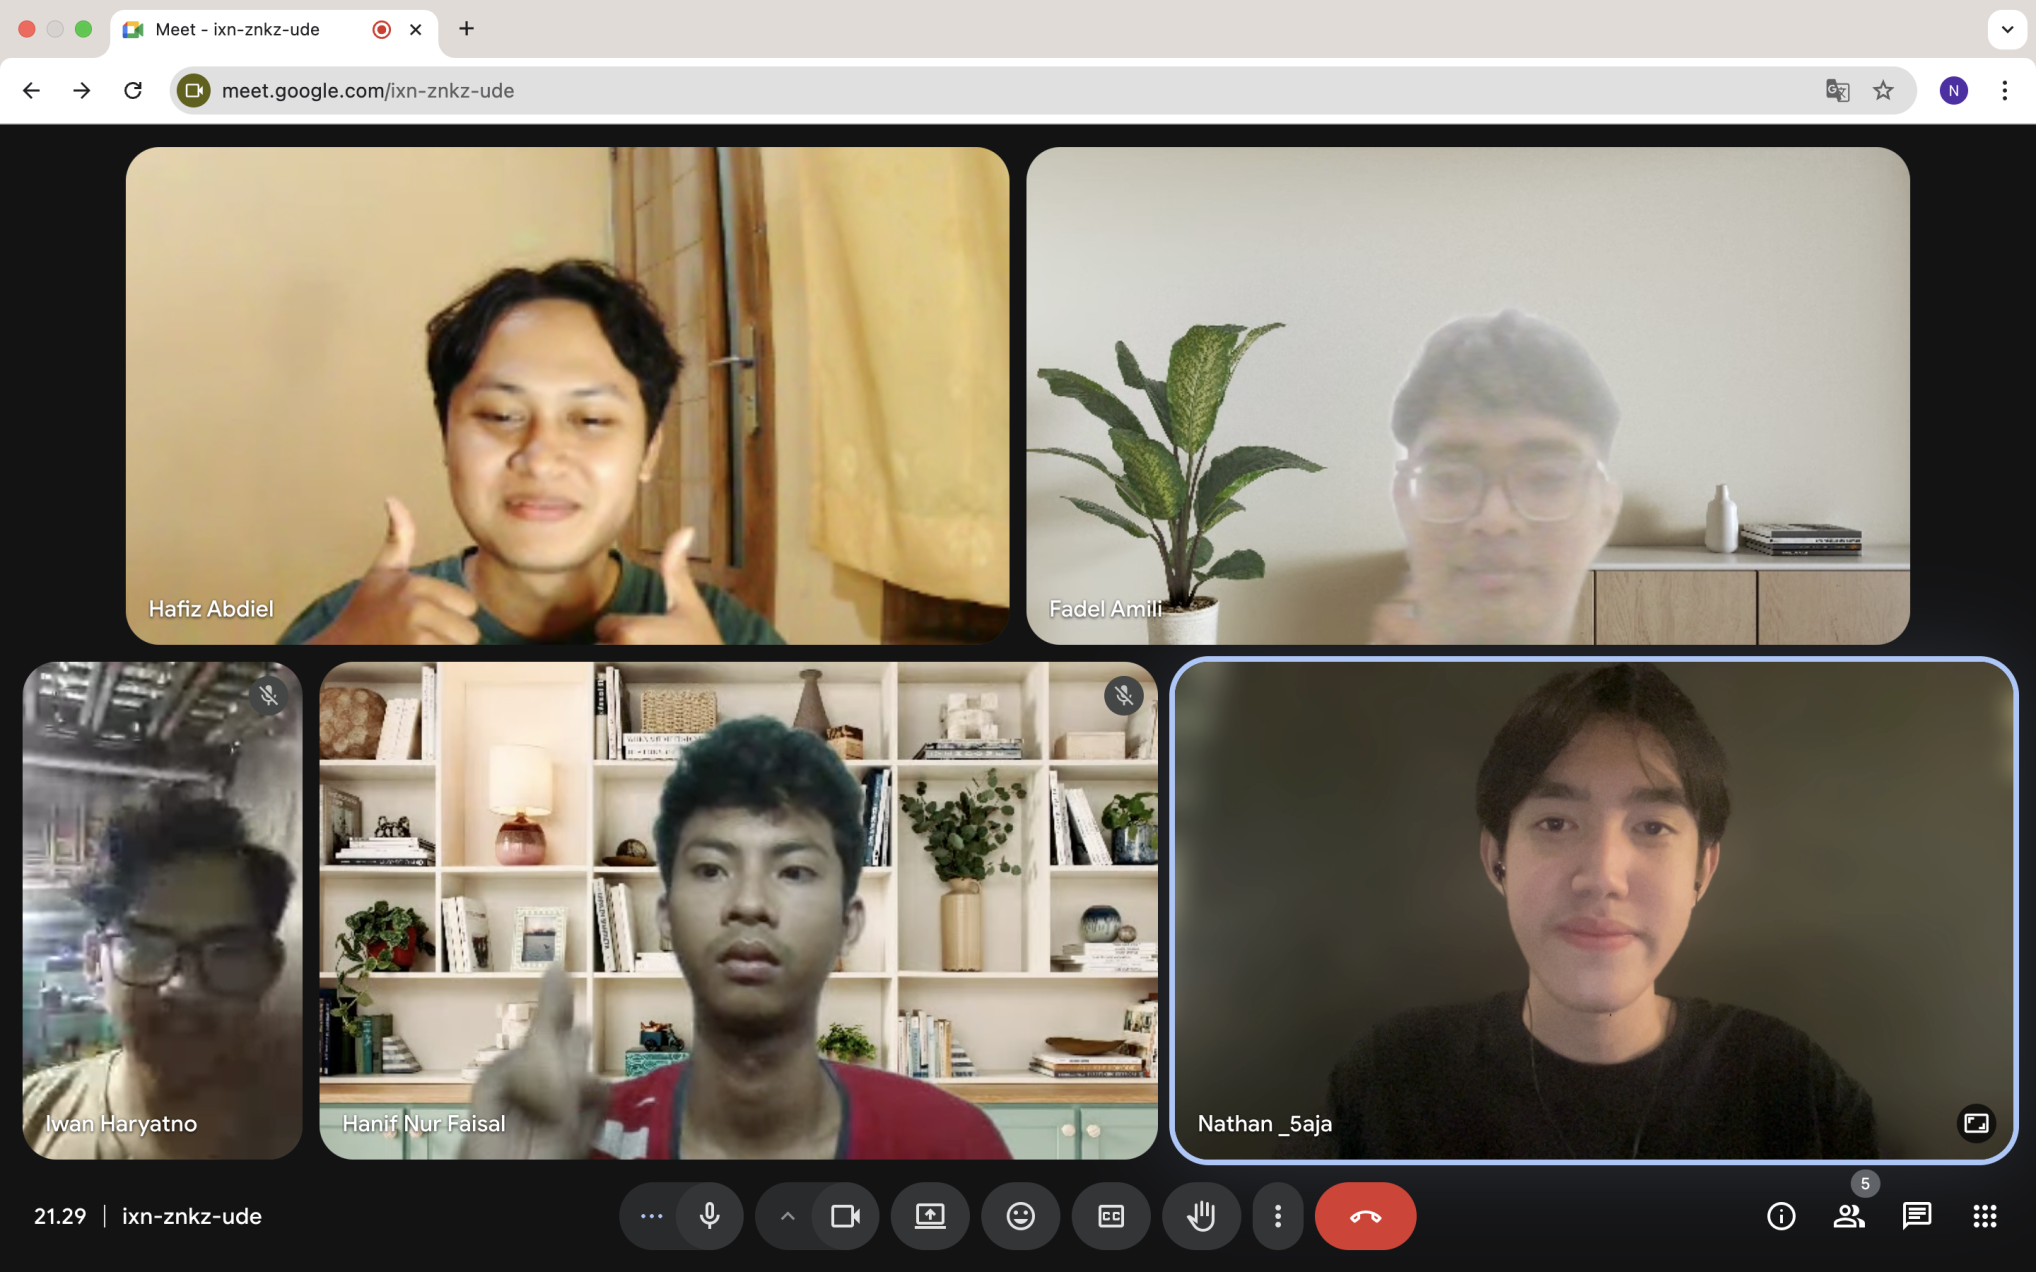 Meet - ixn-znkz-ude
meet.google.com/ixn-znkz-ude
N
Hafiz Abdiel
Fadel Amili
Iwan Haryatno
Hanif Nur Faisal
Nathan _5aja
21.29 | ixn-znkz-ude
CC
5